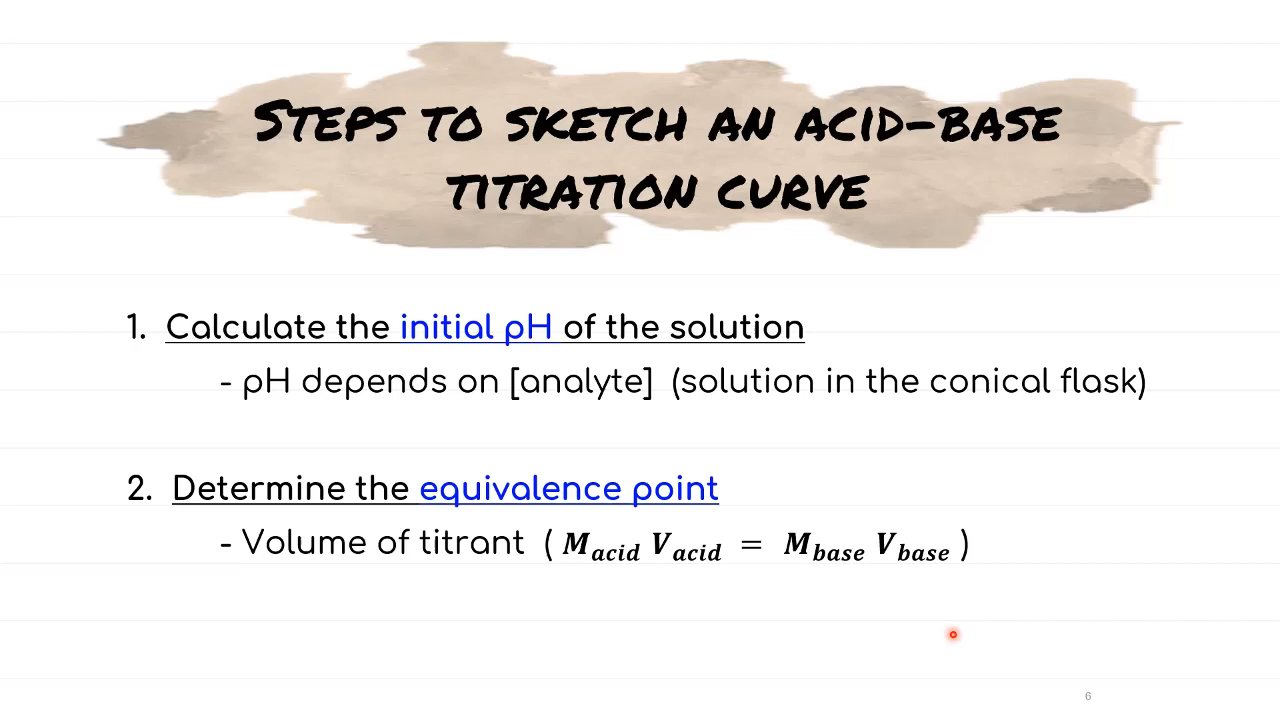 STEPS TO SKETCH AN ACID-BASE
TITRATION CURVE
1. Calculate the initial pH of the solution
- pH depends on [analyte] (solution in the conical flask)
2. Determine the equivalence point
- Volume of titrant ( M_acid V_acid = M_base V_base )
6